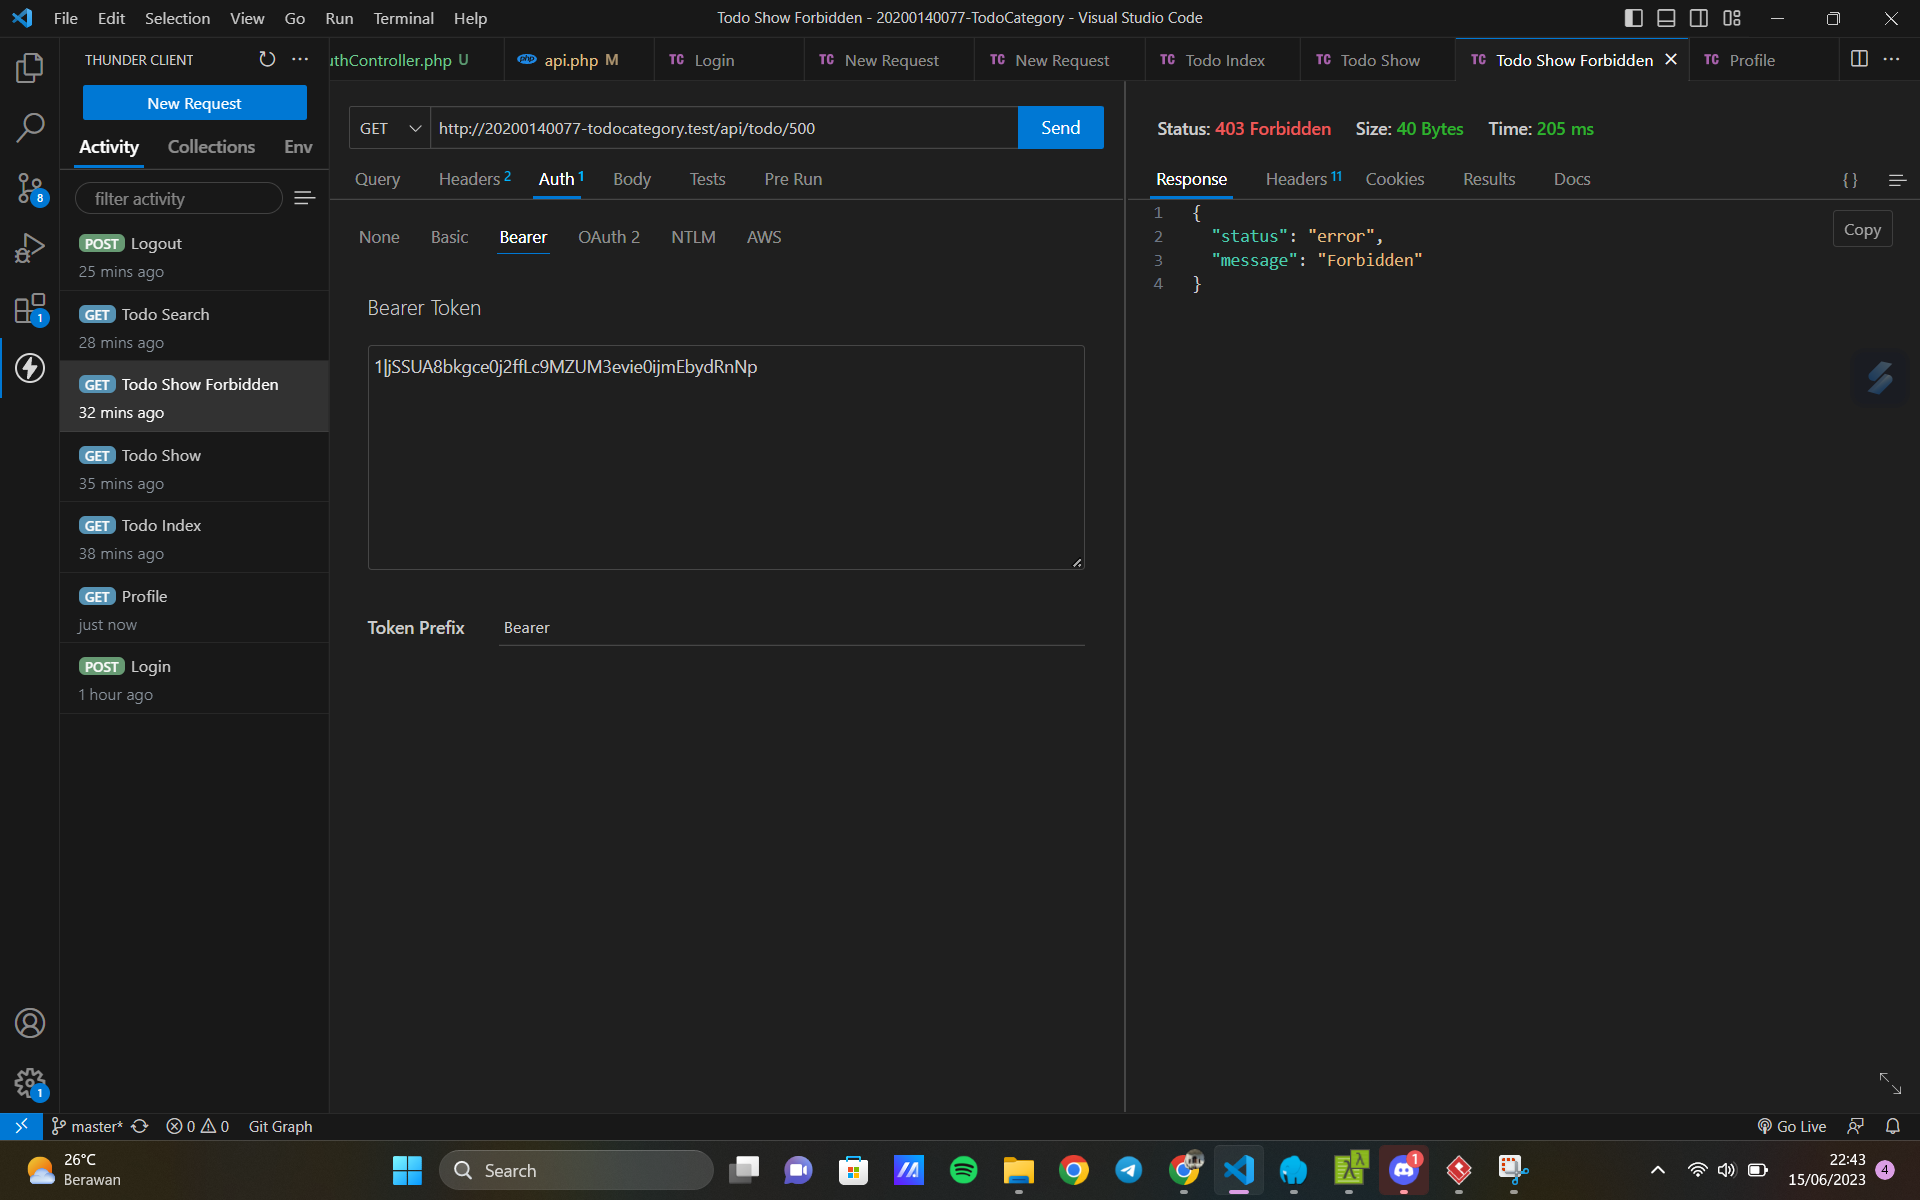 File Edit Selection View Go Run Terminal Help
Todo Show Forbidden - 20200140077-TodoCategory - Visual Studio Code
THUNDER CLIENT
New Request
Activity Collections Env
filter activity
POST Logout
25 mins ago
GET Todo Search
28 mins ago
GET Todo Show Forbidden
32 mins ago
GET Todo Show
35 mins ago
GET Todo Index
38 mins ago
GET Profile
just now
POST Login
1 hour ago
uthController.php U
php api.php M
TC Login
TC New Request
TC New Request
TC Todo Index
TC Todo Show
TC Todo Show Forbidden
TC Profile
GET http://20200140077-todocategory.test/api/todo/500 Send
Query Headers 2 Auth 1 Body Tests Pre Run
None Basic Bearer OAuth 2 NTLM AWS
Bearer Token
1|jSSUA8bkgce0j2ffLc9MZUM3evie0ijmEbydRnNp
Token Prefix Bearer
Status: 403 Forbidden Size: 40 Bytes Time: 205 ms
Response Headers 11 Cookies Results Docs { }
Copy
1 {
2 "status": "error",
3 "message": "Forbidden"
4 }
8
1
1
master* 0 0 Git Graph
Go Live
26°C
Berawan
Search
1
22:43
15/06/2023
4